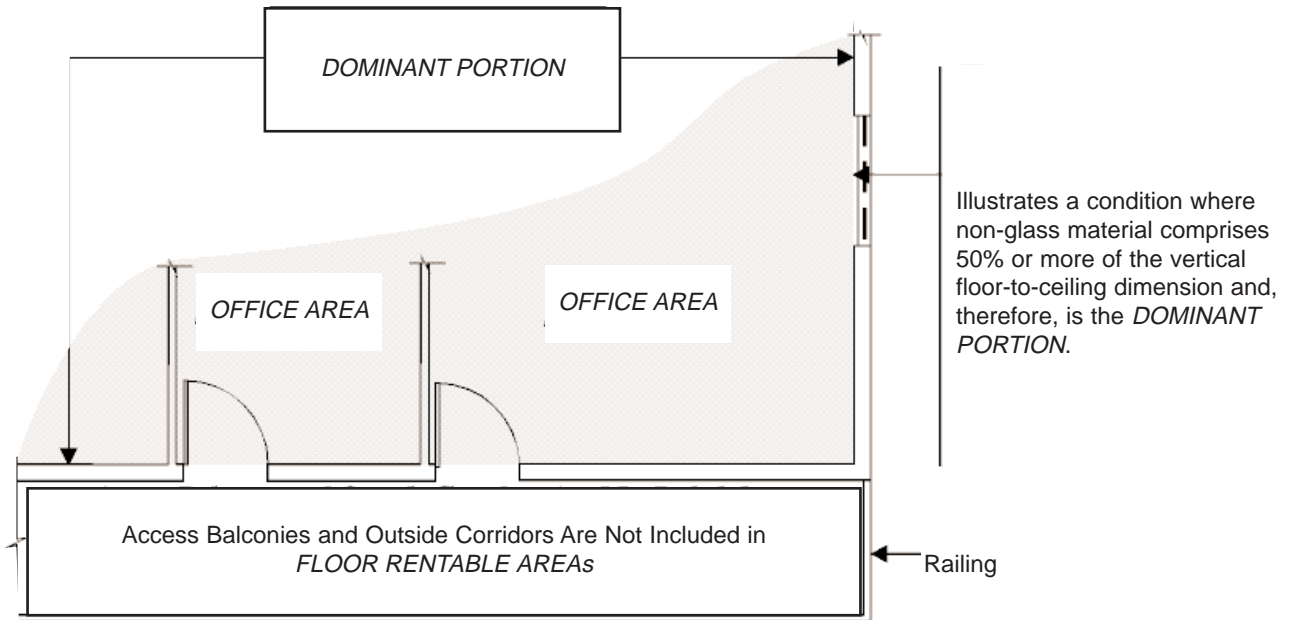 DOMINANT PORTION
Illustrates a condition where
non-glass material comprises
50% or more of the vertical
floor-to-ceiling dimension and,
therefore, is the DOMINANT
PORTION.
OFFICE AREA
OFFICE AREA
Access Balconies and Outside Corridors Are Not Included in
FLOOR RENTABLE AREAs
Railing